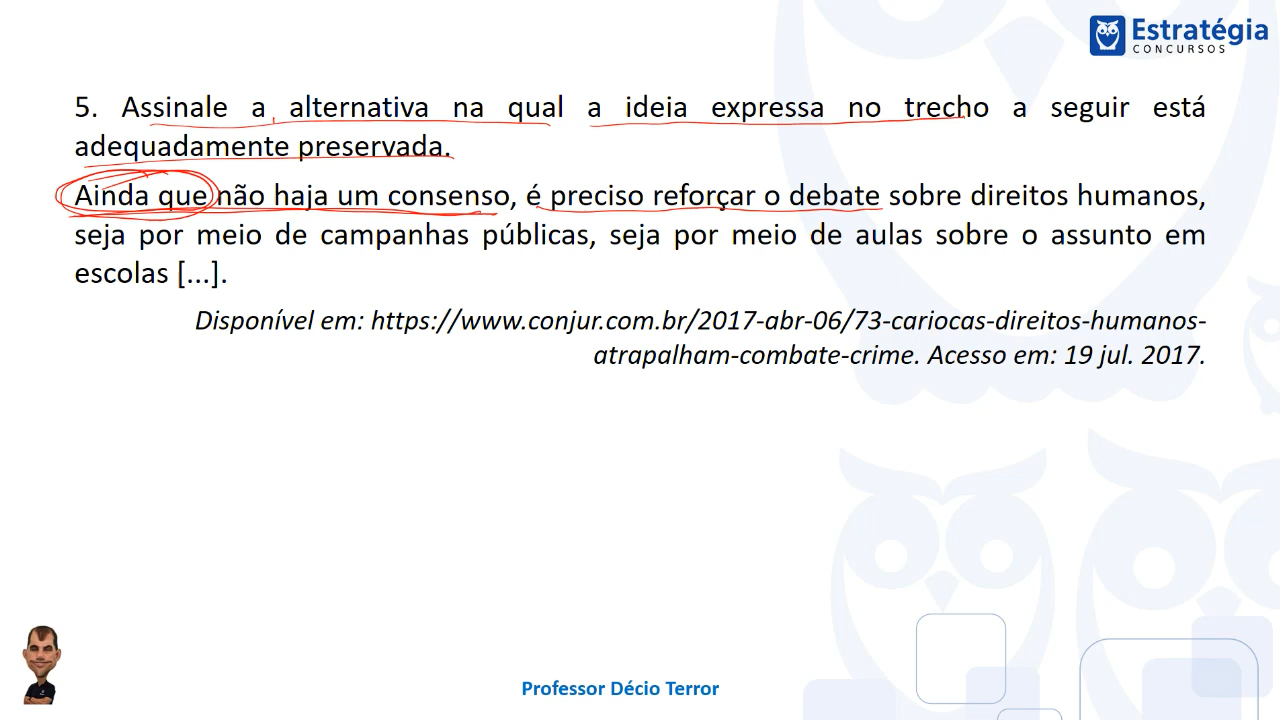 Estratégia
CONCURSOS
5. Assinale a alternativa na qual a ideia expressa no trecho a seguir está
adequadamente preservada.
Ainda que não haja um consenso, é preciso reforçar o debate sobre direitos humanos,
seja por meio de campanhas públicas, seja por meio de aulas sobre o assunto em
escolas [...].
Disponível em: https://www.conjur.com.br/2017-abr-06/73-cariocas-direitos-humanos-
atrapalham-combate-crime. Acesso em: 19 jul. 2017.
Professor Décio Terror